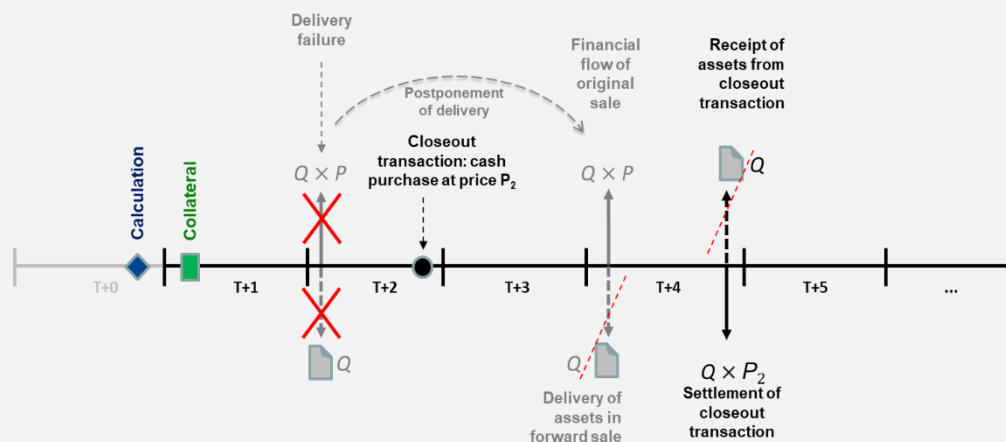 Delivery
failure
Financial
flow of
original
sale
Receipt of
assets from
closeout
transaction
Postponement
of delivery
Closeout
transaction: cash
purchase at price P₂
Calculation
Collateral
Q × P
Q × P
Q
T+0
T+1
T+2
T+3
T+4
T+5
...
Q
Q
Q × P₂
Delivery of
assets in
forward sale
Settlement of
closeout
transaction